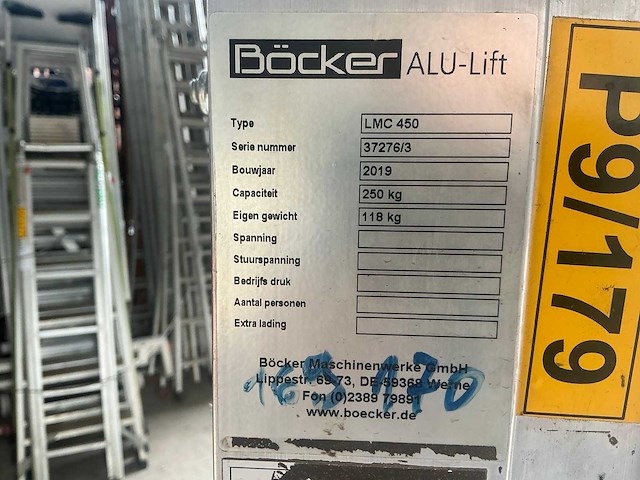 Böcker ALU-Lift
Type LMC 450
Serie nummer 37276/3
Bouwjaar 2019
Capaciteit 250 kg
Eigen gewicht 118 kg
Spanning
Stuurspanning
Bedrijfs druk
Aantal personen
Extra lading
Böcker Maschinenwerke GmbH
Lippestr. 69-73, DE-59368 Werne
Fon (0)2389 79891
www.boecker.de
170
P9/179